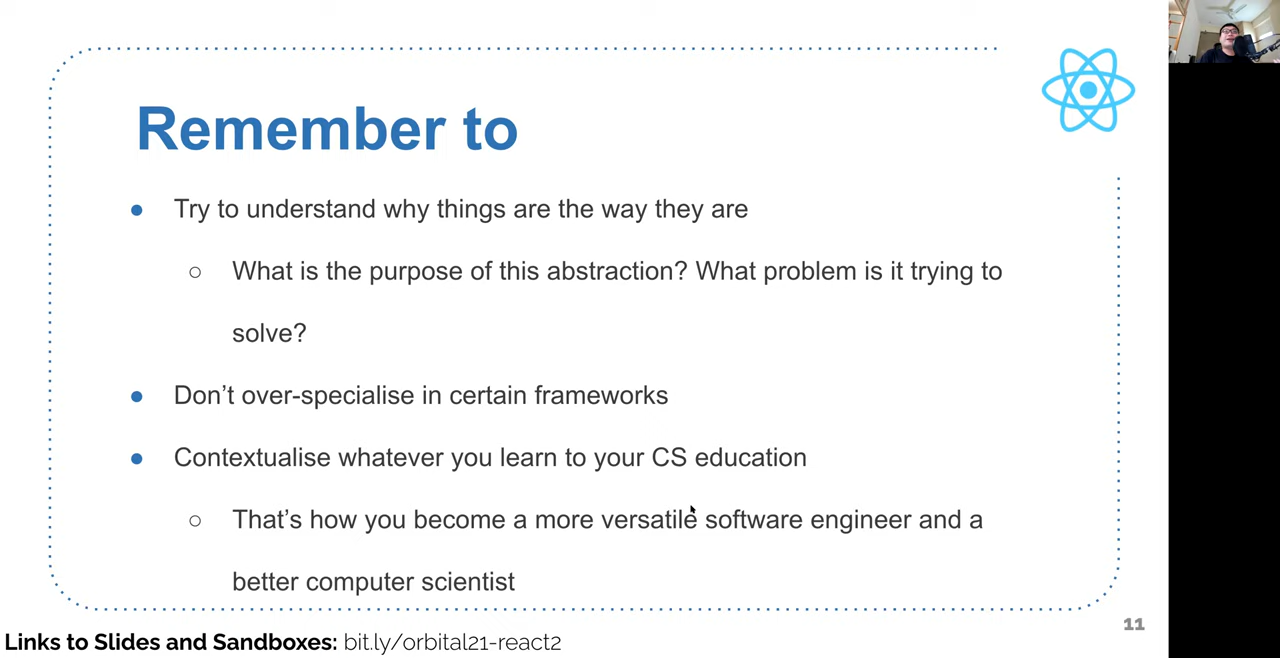 Remember to
● Try to understand why things are the way they are
○ What is the purpose of this abstraction? What problem is it trying to
solve?
● Don’t over-specialise in certain frameworks
● Contextualise whatever you learn to your CS education
○ That’s how you become a more versatile software engineer and a
better computer scientist
11
Links to Slides and Sandboxes: bit.ly/orbital21-react2